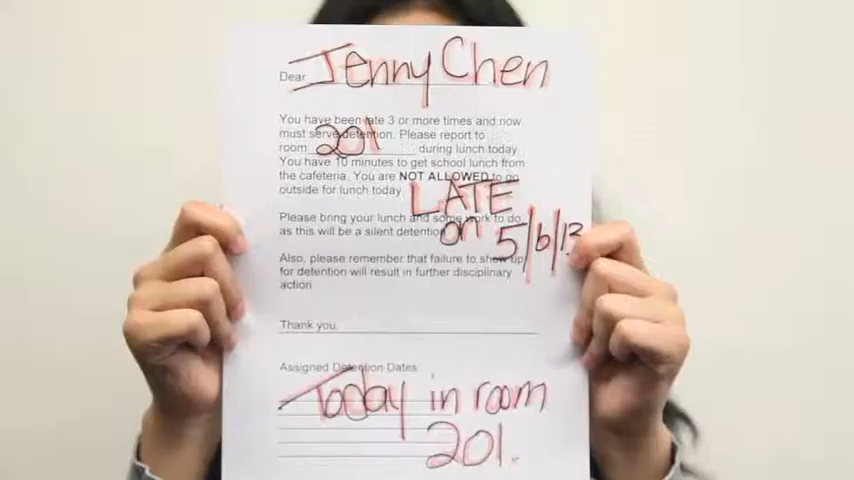 Dear Jenny Chen
You have been late 3 or more times and now
must serve detention. Please report to
room 201 during lunch today
You have 10 minutes to get school lunch from
the cafeteria. You are NOT ALLOWED to go
outside for lunch today.
LATE
Please bring your lunch and some work to do
as this will be a silent detention
on 5/6/13
Also, please remember that failure to show up
for detention will result in further disciplinary
action
Thank you.
Assigned Detention Dates:
Today in room
201.